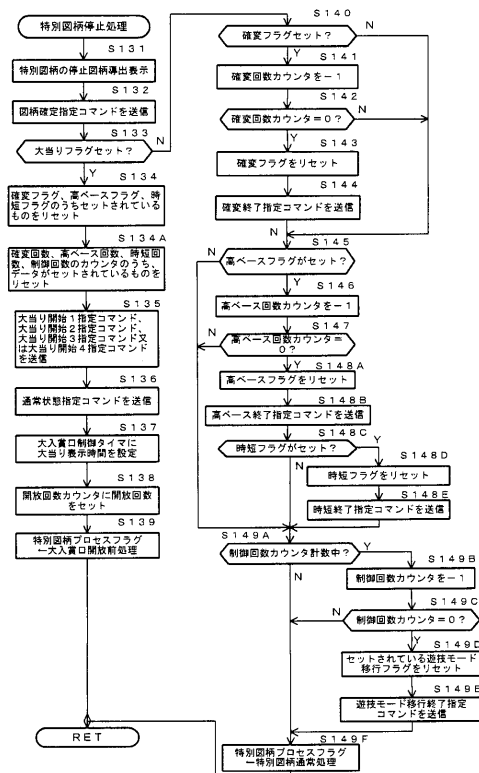 特別図柄停止処理
S131
特別図柄の停止図柄導出表示
S132
図柄確定指定コマンドを送信
S133
大当りフラグセット？
N
Y
S134
確変フラグ、高ベースフラグ、時
短フラグのうちセットされている
ものをリセット
S134A
確変回数、高ベース回数、時短回
数、制御回数のカウンタのうち、
データがセットされているものを
リセット
S135
大当り開始１指定コマンド、
大当り開始２指定コマンド、
大当り開始３指定コマンド又
は大当り開始４指定コマンド
を送信
S136
通常状態指定コマンドを送信
S137
大入賞口制御タイマに
大当り表示時間を設定
S138
開放回数カウンタに開放回数
をセット
S139
特別図柄プロセスフラグ
←大入賞口開放前処理
RET
S140
確変フラグセット？
N
Y
S141
確変回数カウンタを－１
S142
確変回数カウンタ＝０？
N
Y
S143
確変フラグをリセット
S144
確変終了指定コマンドを送信
N
S145
高ベースフラグがセット？
Y
S146
高ベース回数カウンタを－１
S147
N
高ベース回数カウンタ＝
０？
Y
S148A
高ベースフラグをリセット
S148B
高ベース終了指定コマンドを送信
S148C
時短フラグがセット？
Y
S148D
時短フラグをリセット
N
S148E
時短終了指定コマンドを送信
S149A
制御回数カウンタ計数中？
Y
S149B
制御回数カウンタを－１
N
S149C
N
制御回数カウンタ＝０？
Y
S149D
セットされている遊技モード
移行フラグをリセット
S149E
遊技モード移行終了指定
コマンドを送信
S149F
特別図柄プロセスフラグ
←特別図柄通常処理